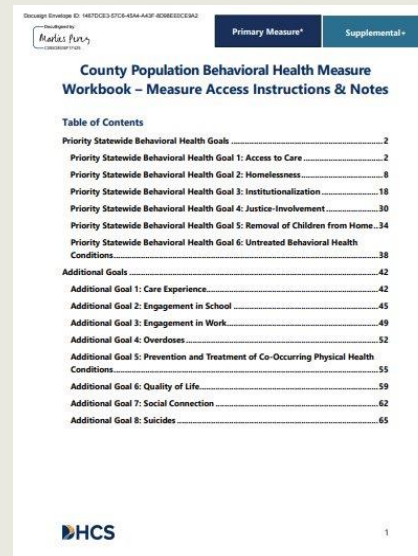 Docusign Envelope ID: 1467DCE3-57C6-45A4-A43F-8D98EE0CE9A2
DocuSigned by:
Marlies Perez
Primary Measure*
Supplemental+
County Population Behavioral Health Measure
Workbook – Measure Access Instructions & Notes
Table of Contents
Priority Statewide Behavioral Health Goals ........ 2
Priority Statewide Behavioral Health Goal 1: Access to Care ........ 2
Priority Statewide Behavioral Health Goal 2: Homelessness ........ 8
Priority Statewide Behavioral Health Goal 3: Institutionalization ........ 18
Priority Statewide Behavioral Health Goal 4: Justice-Involvement ........ 30
Priority Statewide Behavioral Health Goal 5: Removal of Children from Home..34
Priority Statewide Behavioral Health Goal 6: Untreated Behavioral Health
Conditions ........ 38
Additional Goals ........ 42
Additional Goal 1: Care Experience ........ 42
Additional Goal 2: Engagement in School ........ 45
Additional Goal 3: Engagement in Work ........ 49
Additional Goal 4: Overdoses ........ 52
Additional Goal 5: Prevention and Treatment of Co-Occurring Physical Health
Conditions ........ 55
Additional Goal 6: Quality of Life ........ 59
Additional Goal 7: Social Connection ........ 62
Additional Goal 8: Suicides ........ 65
DHCS
1